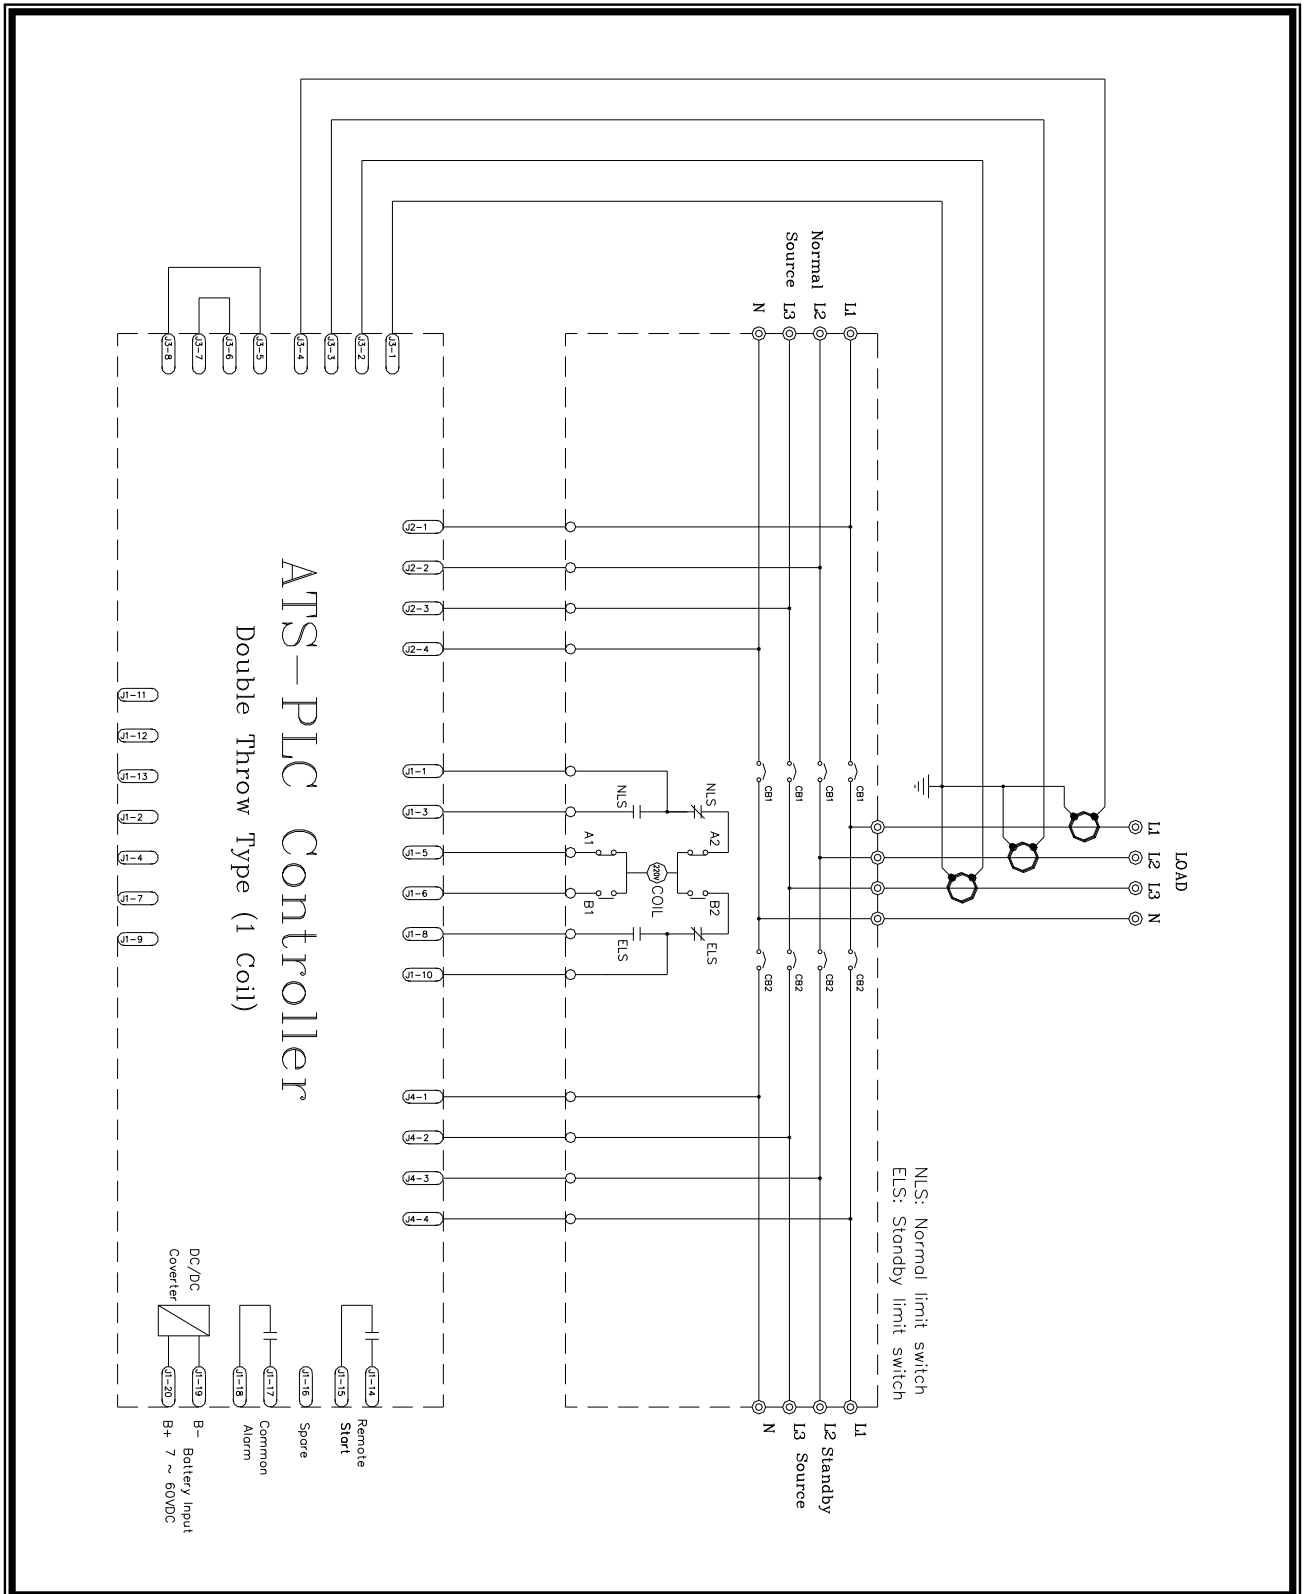 Normal
Source
L1
L2
L3
N
LOAD
L1
L2
L3
N
CB1
CB1
CB1
CB1
CB2
CB2
CB2
CB2
NLS: Normal limit switch
ELS: Standby limit switch
L1
L2 Standby
L3 Source
N
J3-1
J3-2
J3-3
J3-4
J3-5
J3-6
J3-7
J3-8
J2-1
J2-2
J2-3
J2-4
J1-1
J1-3
J1-5
J1-6
J1-8
J1-10
J4-1
J4-2
J4-3
J4-4
NLS
NLS
A2
A1
220V
COIL
B2
B1
ELS
ELS
ATS-PLC Controller
Double Throw Type (1 Coil)
J1-11
J1-12
J1-13
J1-2
J1-4
J1-7
J1-9
J1-14
J1-15
J1-16
J1-17
J1-18
J1-19
J1-20
Remote
Start
Spare
Common
Alarm
DC/DC
Coverter
B- Battery Input
B+ 7 ~ 60VDC